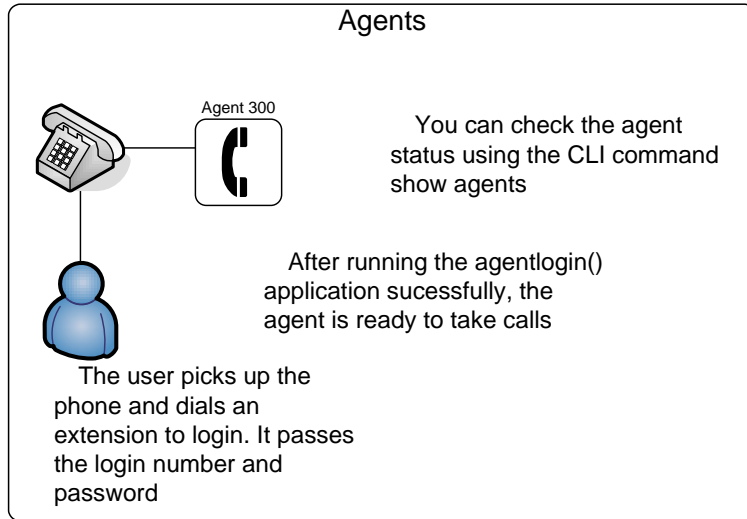 Agents
Agent 300
You can check the agent
status using the CLI command
show agents
After running the agentlogin()
application sucessfully, the
agent is ready to take calls
The user picks up the
phone and dials an
extension to login. It passes
the login number and
password